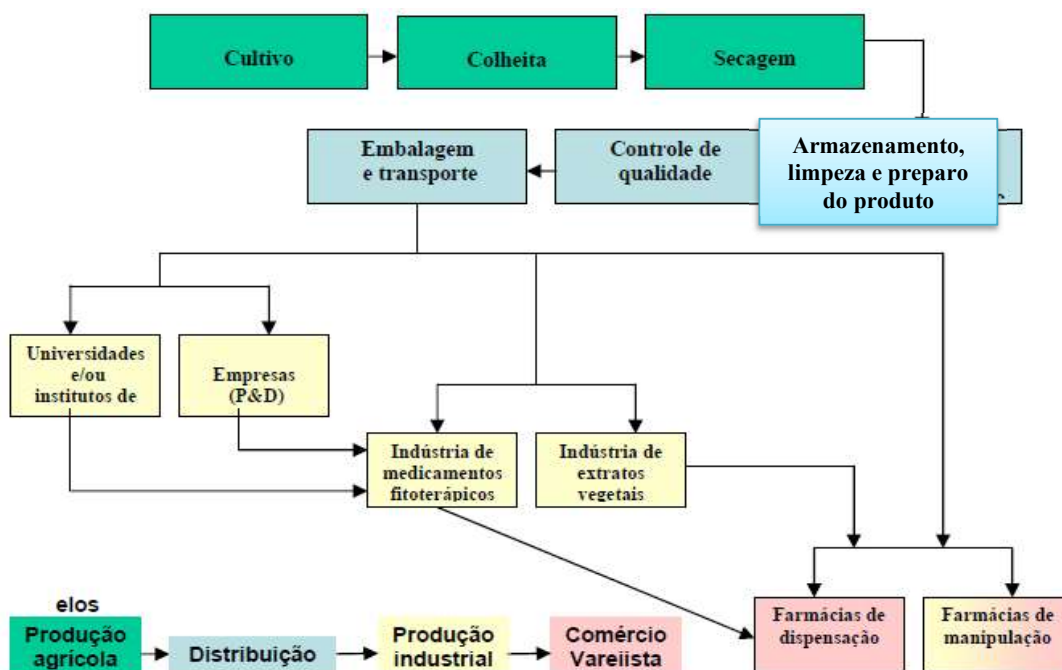 Cultivo
Colheita
Secagem
Embalagem
e transporte
Controle de
qualidade
Armazenamento,
limpeza e preparo
do produto
Universidades
e/ou
institutos de
Empresas
(P&D)
Indústria de
medicamentos
fitoterápicos
Indústria de
extratos
vegetais
Farmácias de
dispensação
Farmácias de
manipulação
elos
Produção
agrícola
Distribuição
Produção
industrial
Comércio
Varejista